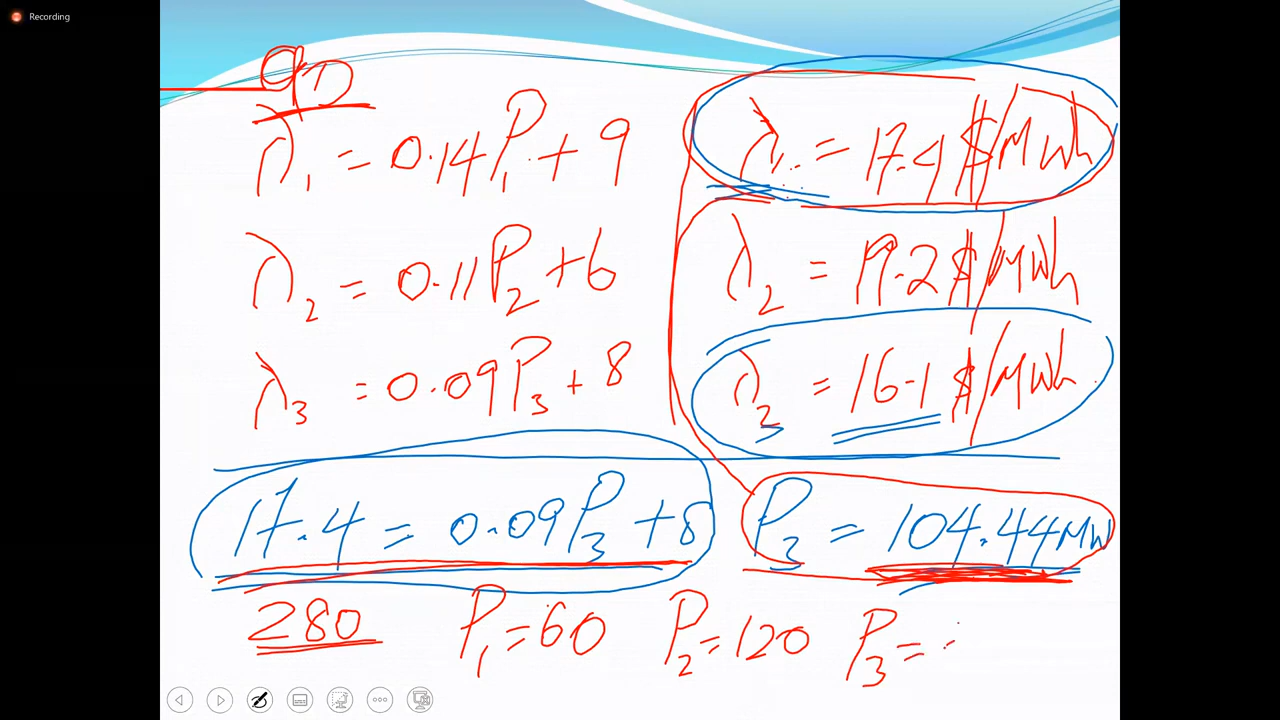 Recording
90
λ₁ = 0.14P₁ + 9
λ₁ = 17.4 $/MWh
λ₂ = 0.11P₂ + 6
λ₂ = 19.2 $/MWh
λ₃ = 0.09P₃ + 8
λ₃ = 16.1 $/MWh
17.4 = 0.09P₃ + 8
P₃ = 104.44MW
280 P₁ = 60 P₂ = 120 P₃ =